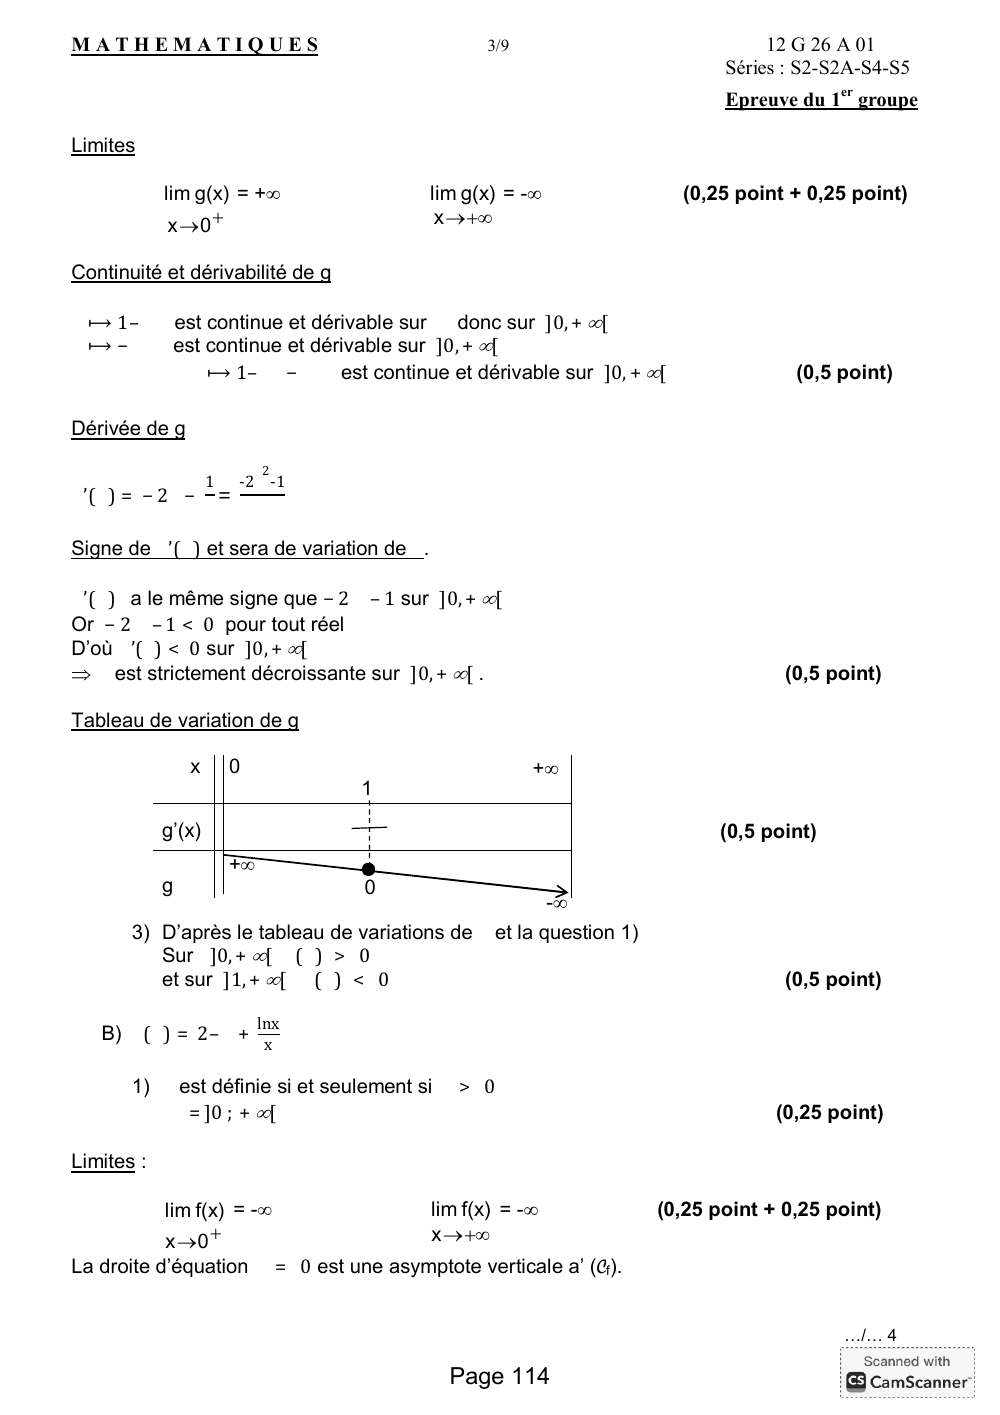 MATHEMATIQUES 3/9 12 G 26 A 01
Séries : S2-S2A-S4-S5
Epreuve du 1er groupe
Limites
lim g(x) = +∞ lim g(x) = -∞ (0,25 point + 0,25 point)
x→0+ x→+∞
Continuité et dérivabilité de g
↦ 1– est continue et dérivable sur donc sur ]0, + ∞[
↦ – est continue et dérivable sur ]0, + ∞[
↦ 1– – est continue et dérivable sur ]0, + ∞[ (0,5 point)
Dérivée de g
′( ) = – 2 – 1 = -2 2-1
Signe de ′( ) et sera de variation de .
′( ) a le même signe que – 2 – 1 sur ]0, + ∞[
Or – 2 – 1 < 0 pour tout réel
D’où ′( ) < 0 sur ]0, + ∞[
⇒ est strictement décroissante sur ]0, + ∞[ . (0,5 point)
Tableau de variation de g
x 0 +∞
1
g’(x) — (0,5 point)
+∞
g 0
-∞
3) D’après le tableau de variations de et la question 1)
Sur ]0, + ∞[ ( ) > 0
et sur ]1, + ∞[ ( ) < 0 (0,5 point)
B) ( ) = 2– + lnx/x
1) est définie si et seulement si > 0
= ]0 ; + ∞[ (0,25 point)
Limites :
lim f(x) = -∞ lim f(x) = -∞ (0,25 point + 0,25 point)
x→0+ x→+∞
La droite d’équation = 0 est une asymptote verticale a’ (𝒞f).
…/… 4
Page 114
Scanned with
CS CamScanner